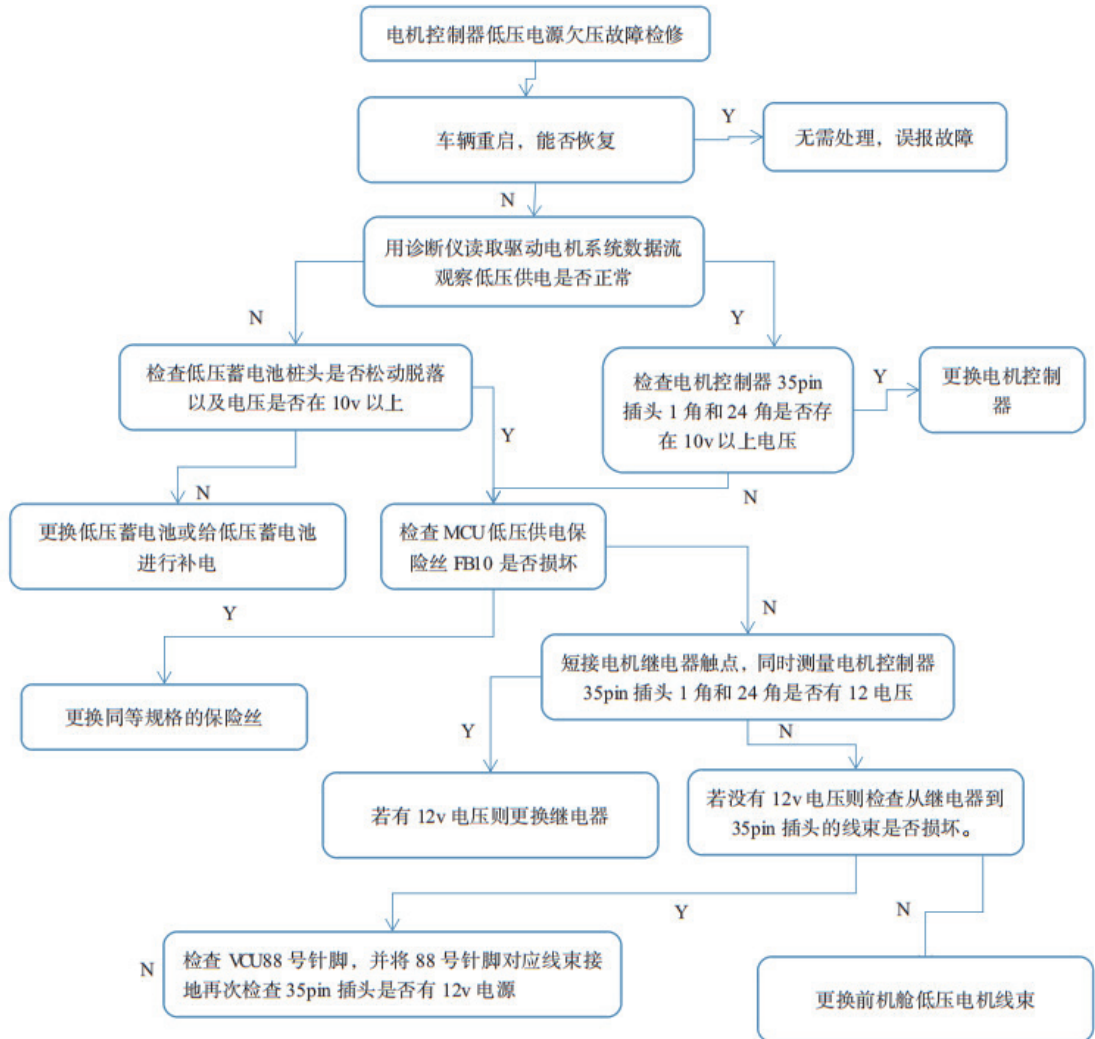 电机控制器低压电源欠压故障检修
车辆重启，能否恢复
Y
无需处理，误报故障
N
用诊断仪读取驱动电机系统数据流
观察低压供电是否正常
N
Y
检查低压蓄电池桩头是否松动脱落
以及电压是否在 10v 以上
检查电机控制器 35pin
插头 1 角和 24 角是否存
在 10v 以上电压
Y
更换电机控制
器
Y
N
N
更换低压蓄电池或给低压蓄电池
进行补电
检查 MCU 低压供电保
险丝 FB10 是否损坏
Y
N
更换同等规格的保险丝
短接电机继电器触点，同时测量电机控制器
35pin 插头 1 角和 24 角是否有 12 电压
Y
N
若有 12v 电压则更换继电器
若没有 12v 电压则检查从继电器到
35pin 插头的线束是否损坏。
Y
N
N
检查 VCU88 号针脚，并将 88 号针脚对应线束接
地再次检查 35pin 插头是否有 12v 电源
更换前机舱低压电机线束